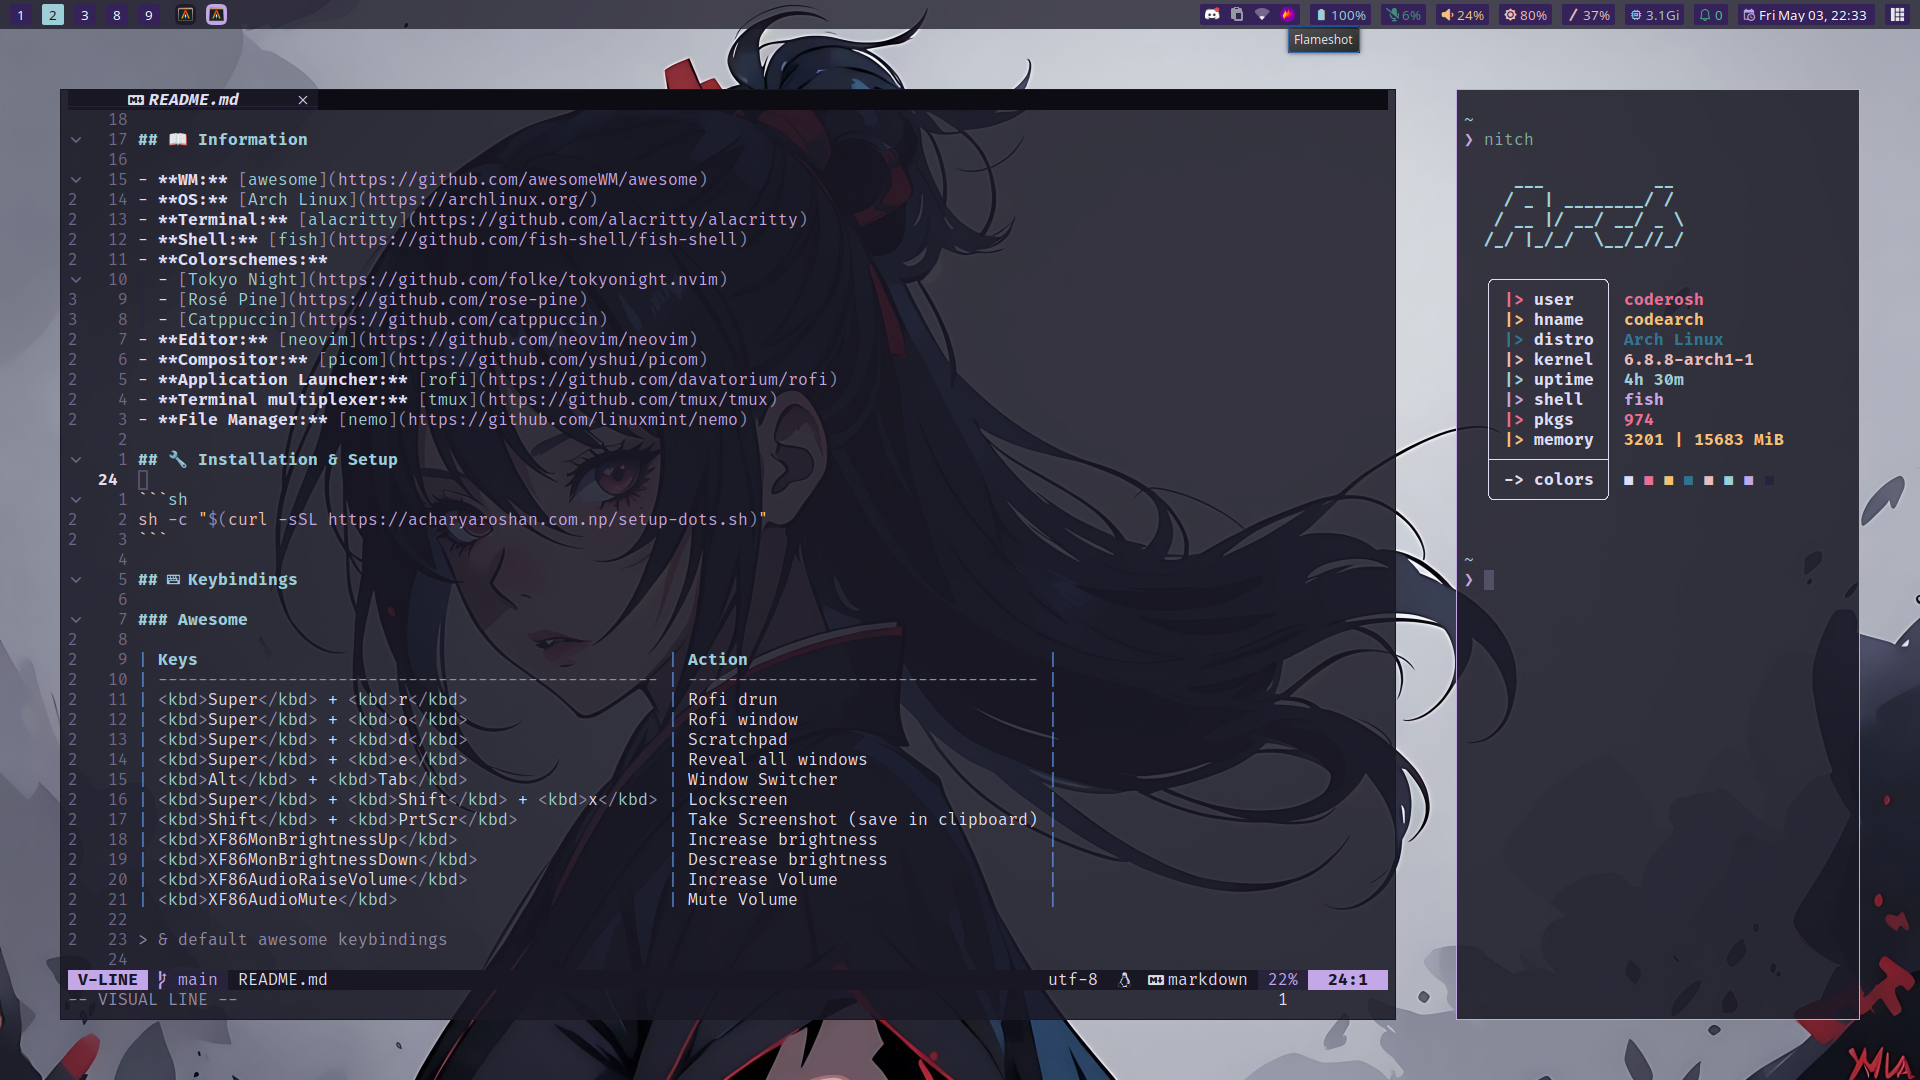 1 2 3 8 9
100% 6% 24% 80% 37% 3.1Gi 0 Fri May 03, 22:33
Flameshot
README.md ×
18
17 ## 📖 Information
16
15 - **WM:** [awesome](https://github.com/awesomeWM/awesome)
2 14 - **OS:** [Arch Linux](https://archlinux.org/)
2 13 - **Terminal:** [alacritty](https://github.com/alacritty/alacritty)
2 12 - **Shell:** [fish](https://github.com/fish-shell/fish-shell)
2 11 - **Colorschemes:**
10 - [Tokyo Night](https://github.com/folke/tokyonight.nvim)
3 9 - [Rosé Pine](https://github.com/rose-pine)
3 8 - [Catppuccin](https://github.com/catppuccin)
2 7 - **Editor:** [neovim](https://github.com/neovim/neovim)
2 6 - **Compositor:** [picom](https://github.com/yshui/picom)
2 5 - **Application Launcher:** [rofi](https://github.com/davatorium/rofi)
2 4 - **Terminal multiplexer:** [tmux](https://github.com/tmux/tmux)
2 3 - **File Manager:** [nemo](https://github.com/linuxmint/nemo)
2
1 ## 🔧 Installation & Setup
24
1 ```sh
2 2 sh -c "$(curl -sSL https://acharyaroshan.com.np/setup-dots.sh)"
2 3 ```
4
5 ## ⌨ Keybindings
6
7 ### Awesome
2 8
2 9 | Keys | Action |
2 10 | -------------------------------------------------- | ----------------------------------- |
2 11 | <kbd>Super</kbd> + <kbd>r</kbd> | Rofi drun |
2 12 | <kbd>Super</kbd> + <kbd>o</kbd> | Rofi window |
2 13 | <kbd>Super</kbd> + <kbd>d</kbd> | Scratchpad |
2 14 | <kbd>Super</kbd> + <kbd>e</kbd> | Reveal all windows |
2 15 | <kbd>Alt</kbd> + <kbd>Tab</kbd> | Window Switcher |
2 16 | <kbd>Super</kbd> + <kbd>Shift</kbd> + <kbd>x</kbd> | Lockscreen |
2 17 | <kbd>Shift</kbd> + <kbd>PrtScr</kbd> | Take Screenshot (save in clipboard) |
2 18 | <kbd>XF86MonBrightnessUp</kbd> | Increase brightness |
2 19 | <kbd>XF86MonBrightnessDown</kbd> | Descrease brightness |
2 20 | <kbd>XF86AudioRaiseVolume</kbd> | Increase Volume |
2 21 | <kbd>XF86AudioMute</kbd> | Mute Volume |
2 22
2 23 > & default awesome keybindings
24
V-LINE main README.md utf-8 markdown 22% 24:1
-- VISUAL LINE -- 1
~
❯ nitch
Arch
|> user coderosh
|> hname codearch
|> distro Arch Linux
|> kernel 6.8.8-arch1-1
|> uptime 4h 30m
|> shell fish
|> pkgs 974
|> memory 3201 | 15683 MiB
-> colors
~
❯